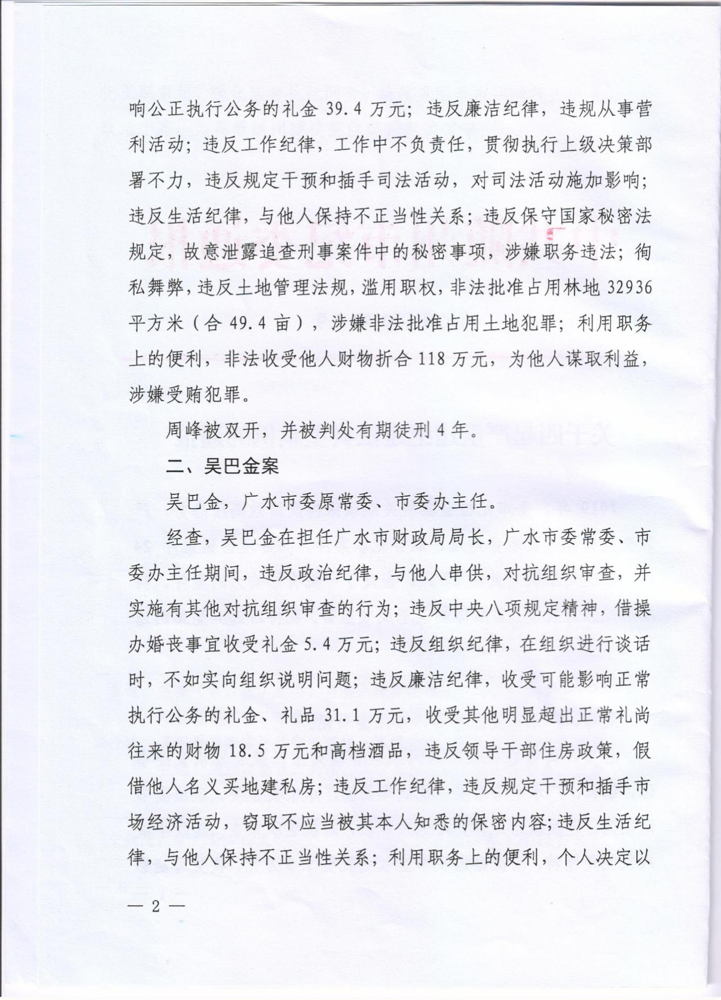 响公正执行公务的礼金 39.4 万元；违反廉洁纪律，违规从事营
利活动；违反工作纪律，工作中不负责任，贯彻执行上级决策部
署不力，违反规定干预和插手司法活动，对司法活动施加影响；
违反生活纪律，与他人保持不正当性关系；违反保守国家秘密法
规定，故意泄露追查刑事案件中的秘密事项，涉嫌职务违法；徇
私舞弊，违反土地管理法规，滥用职权，非法批准占用林地 32936
平方米（合 49.4 亩），涉嫌非法批准占用土地犯罪；利用职务
上的便利，非法收受他人财物折合 118 万元，为他人谋取利益，
涉嫌受贿犯罪。
周峰被双开，并被判处有期徒刑 4 年。
二、吴巴金案
吴巴金，广水市委原常委、市委办主任。
经查，吴巴金在担任广水市财政局局长，广水市委常委、市
委办主任期间，违反政治纪律，与他人串供，对抗组织审查，并
实施有其他对抗组织审查的行为；违反中央八项规定精神，借操
办婚丧事宜收受礼金 5.4 万元；违反组织纪律，在组织进行谈话
时，不如实向组织说明问题；违反廉洁纪律，收受可能影响正常
执行公务的礼金、礼品 31.1 万元，收受其他明显超出正常礼尚
往来的财物 18.5 万元和高档酒品，违反领导干部住房政策，假
借他人名义买地建私房；违反工作纪律，违反规定干预和插手市
场经济活动，窃取不应当被其本人知悉的保密内容；违反生活纪
律，与他人保持不正当性关系；利用职务上的便利，个人决定以
— 2 —